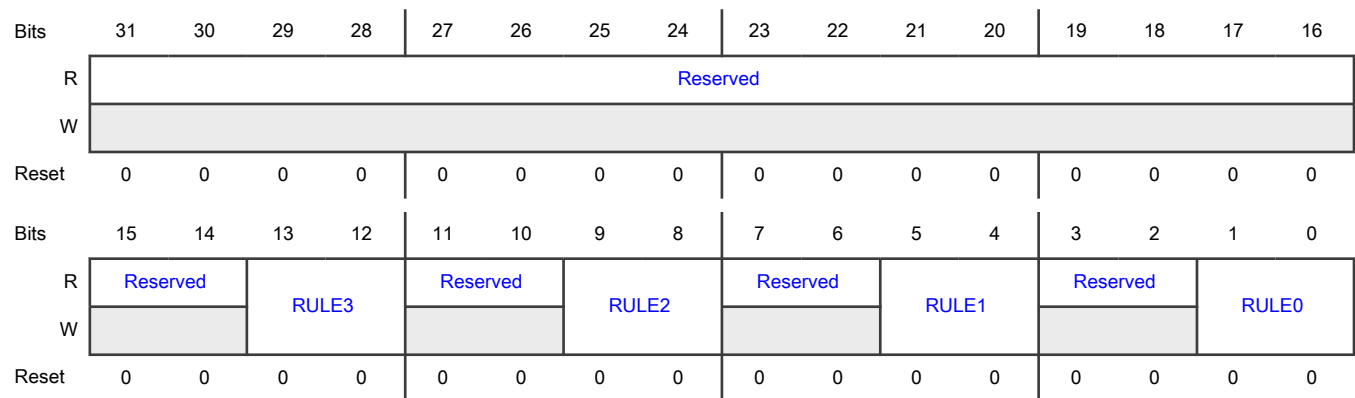 Bits 31 30 29 28 27 26 25 24 23 22 21 20 19 18 17 16
R Reserved
W
Reset 0 0 0 0 0 0 0 0 0 0 0 0 0 0 0 0
Bits 15 14 13 12 11 10 9 8 7 6 5 4 3 2 1 0
R Reserved RULE3 Reserved RULE2 Reserved RULE1 Reserved RULE0
W
Reset 0 0 0 0 0 0 0 0 0 0 0 0 0 0 0 0